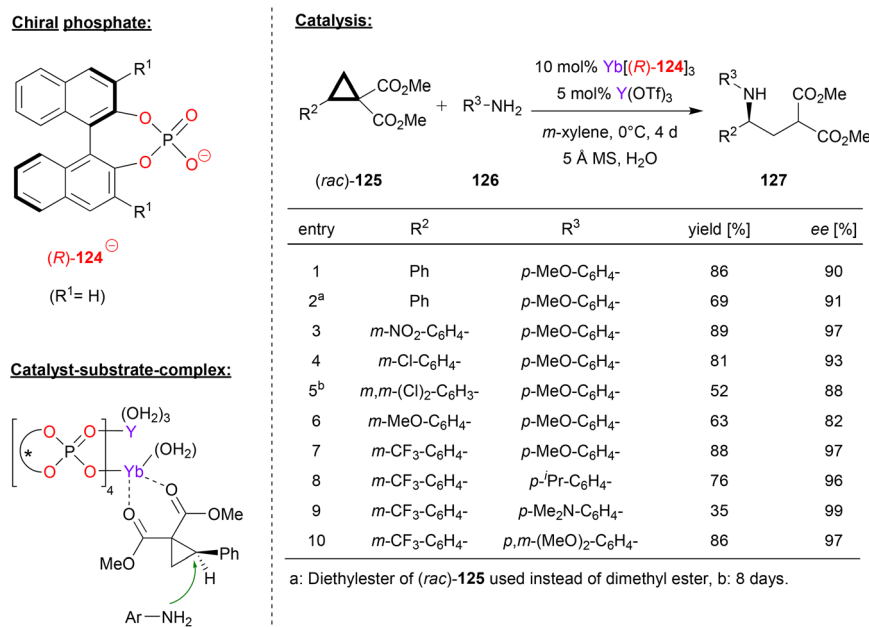 Chiral phosphate:
R¹
O
O
P
O
O⊖
R¹
(R)-124⊖
(R¹= H)
Catalyst-substrate-complex:
(OH₂)₃
O
O
Y
*
P
(OH₂)
O
O
Yb
4
O
O
OMe
MeO
Ph
H
Ar–NH₂
Catalysis:
10 mol% Yb[(R)-124]₃
5 mol% Y(OTf)₃
m-xylene, 0°C, 4 d
5 Å MS, H₂O
R²
CO₂Me
CO₂Me
+
R³–NH₂
R³
NH
CO₂Me
R²
CO₂Me
(rac)-125 126 127
entry R² R³ yield [%] ee [%]
1 Ph p-MeO-C₆H₄- 86 90
2ᵃ Ph p-MeO-C₆H₄- 69 91
3 m-NO₂-C₆H₄- p-MeO-C₆H₄- 89 97
4 m-Cl-C₆H₄- p-MeO-C₆H₄- 81 93
5ᵇ m,m-(Cl)₂-C₆H₃- p-MeO-C₆H₄- 52 88
6 m-MeO-C₆H₄- p-MeO-C₆H₄- 63 82
7 m-CF₃-C₆H₄- p-MeO-C₆H₄- 88 97
8 m-CF₃-C₆H₄- p-ⁱPr-C₆H₄- 76 96
9 m-CF₃-C₆H₄- p-Me₂N-C₆H₄- 35 99
10 m-CF₃-C₆H₄- p,m-(MeO)₂-C₆H₄- 86 97
a: Diethylester of (rac)-125 used instead of dimethyl ester, b: 8 days.